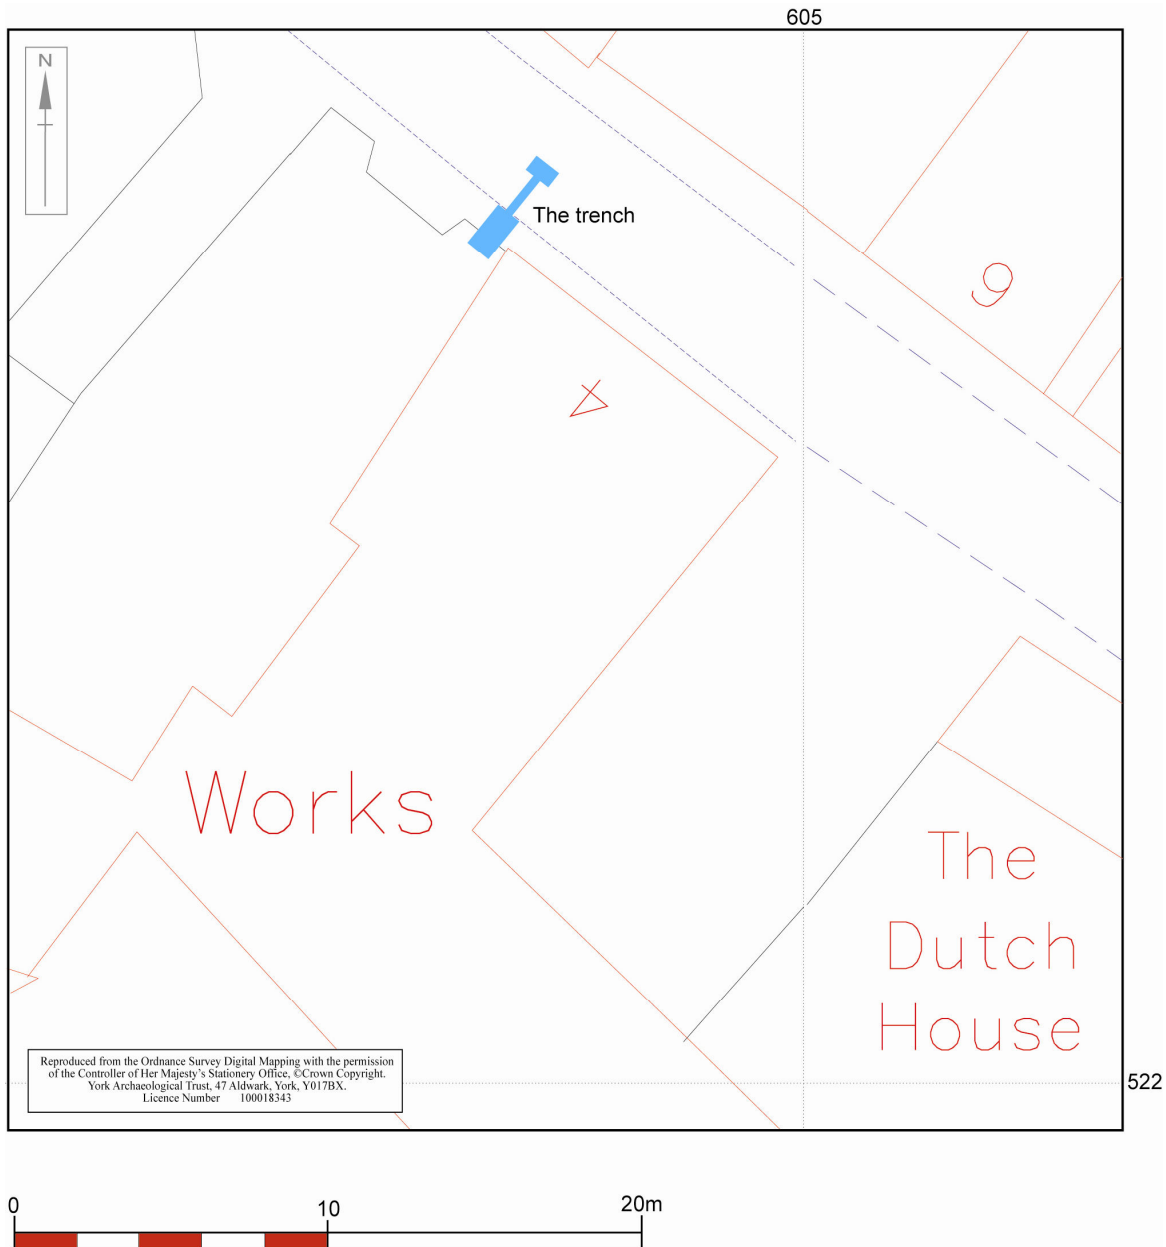 605
N
The trench
9
4
Works
The
Dutch
House
Reproduced from the Ordnance Survey Digital Mapping with the permission
of the Controller of Her Majesty's Stationery Office, ©Crown Copyright.
York Archaeological Trust, 47 Aldwark, York, Y017BX.
Licence Number 100018343
522
0 10 20m